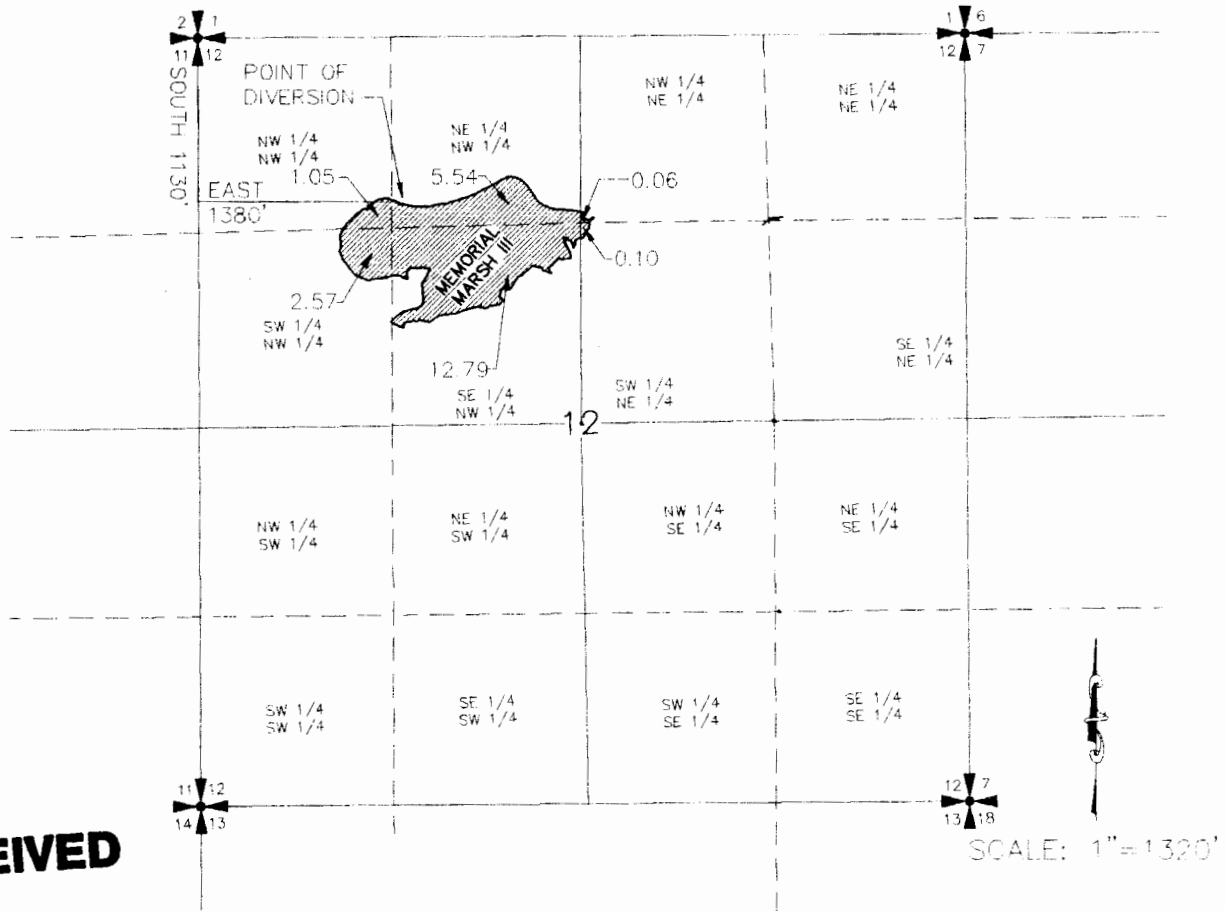 2 1
11 12
1 6
12 7
SOUTH 1130'
POINT OF
DIVERSION
NW 1/4
NW 1/4
NE 1/4
NW 1/4
NW 1/4
NE 1/4
NE 1/4
NE 1/4
1.05
5.54
0.06
EAST
1380'
0.10
MEMORIAL
MARSH III
2.57
SW 1/4
NW 1/4
12.79
SE 1/4
NW 1/4
SW 1/4
NE 1/4
SE 1/4
NE 1/4
12
NW 1/4
SW 1/4
NE 1/4
SW 1/4
NW 1/4
SE 1/4
NE 1/4
SE 1/4
SW 1/4
SW 1/4
SE 1/4
SW 1/4
SW 1/4
SE 1/4
SE 1/4
SE 1/4
11 12
14 13
12 7
13 18
EIVED
SCALE: 1"=1320'